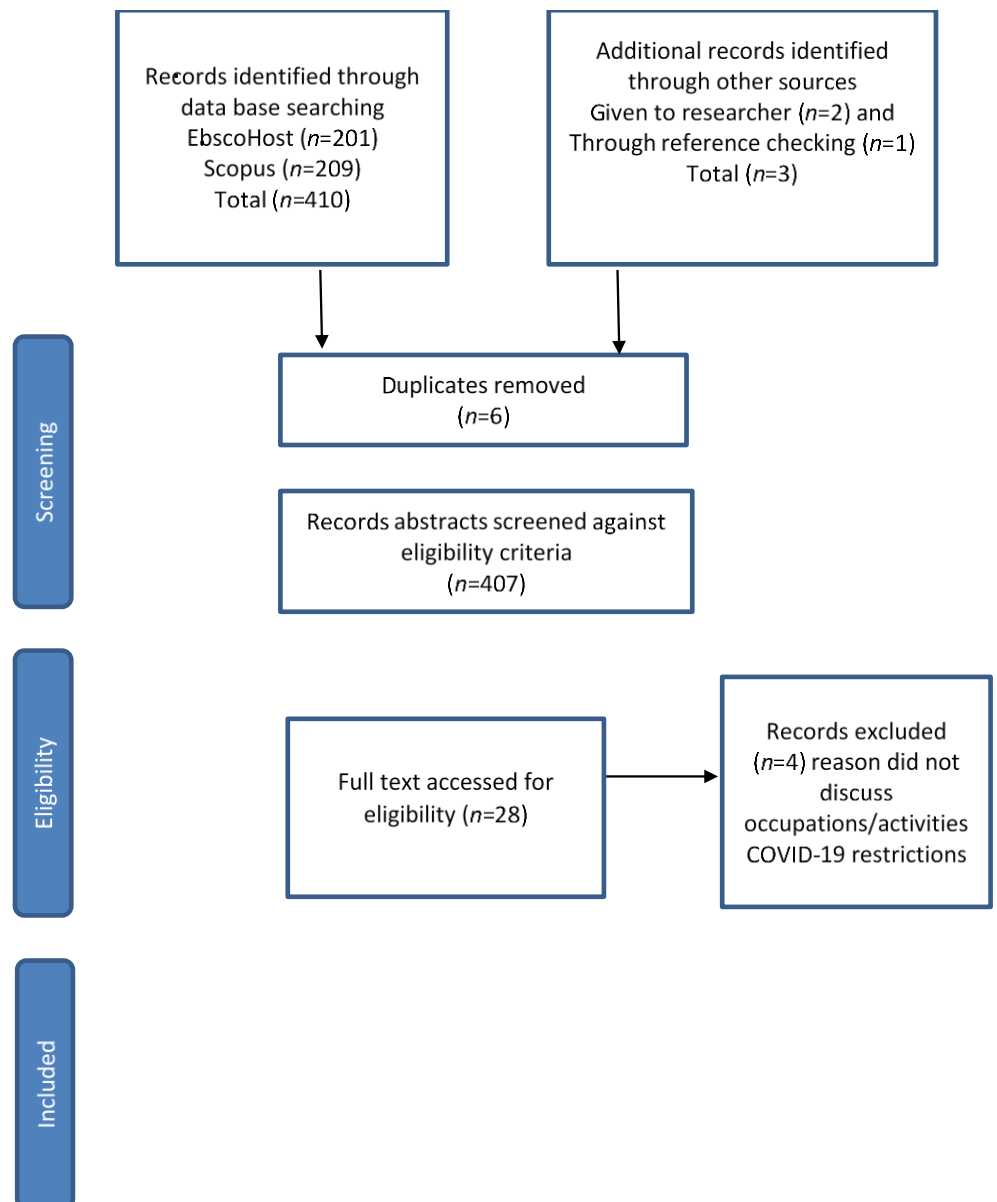 Records identified through
data base searching
EbscoHost (n=201)
Scopus (n=209)
Total (n=410)
Additional records identified
through other sources
Given to researcher (n=2) and
Through reference checking (n=1)
Total (n=3)
Screening
Duplicates removed
(n=6)
Records abstracts screened against
eligibility criteria
(n=407)
Eligibility
Full text accessed for
eligibility (n=28)
Records excluded
(n=4) reason did not
discuss
occupations/activities
COVID-19 restrictions
Included